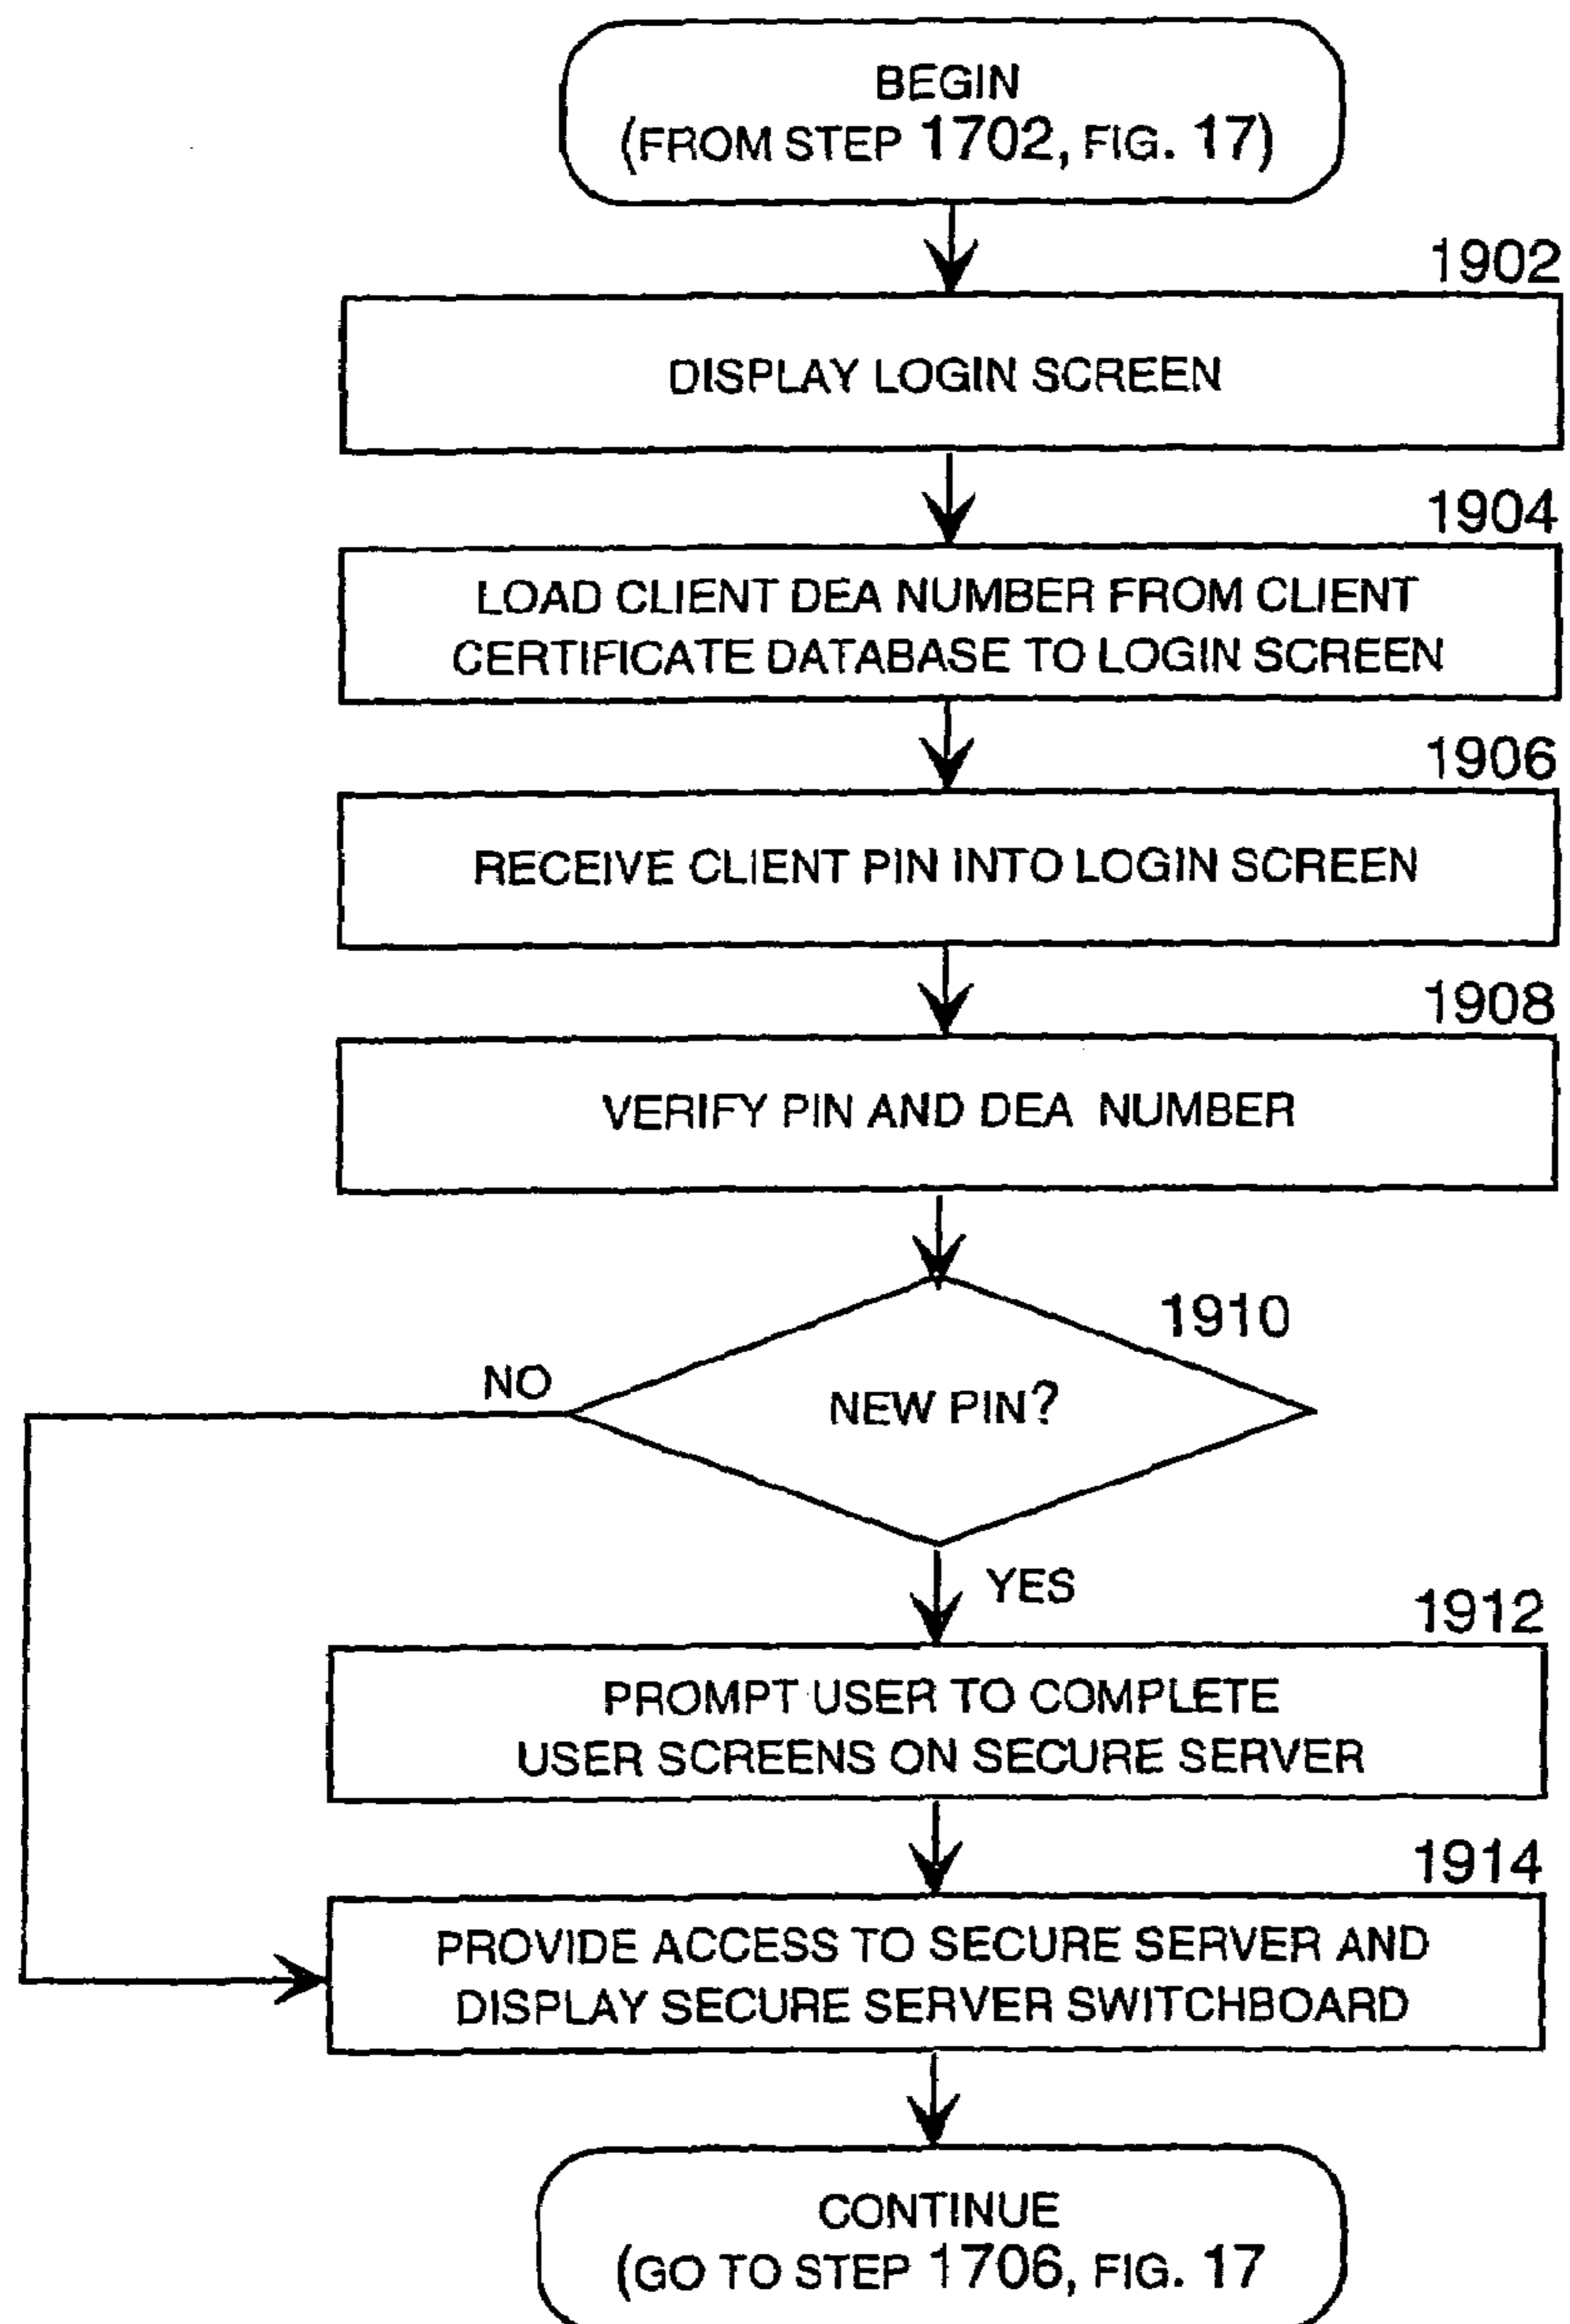 BEGIN
(FROM STEP 1702, FIG. 17)
1902
DISPLAY LOGIN SCREEN
1904
LOAD CLIENT DEA NUMBER FROM CLIENT
CERTIFICATE DATABASE TO LOGIN SCREEN
1906
RECEIVE CLIENT PIN INTO LOGIN SCREEN
1908
VERIFY PIN AND DEA NUMBER
1910
NO
NEW PIN?
YES
1912
PROMPT USER TO COMPLETE
USER SCREENS ON SECURE SERVER
1914
PROVIDE ACCESS TO SECURE SERVER AND
DISPLAY SECURE SERVER SWITCHBOARD
CONTINUE
(GO TO STEP 1706, FIG. 17